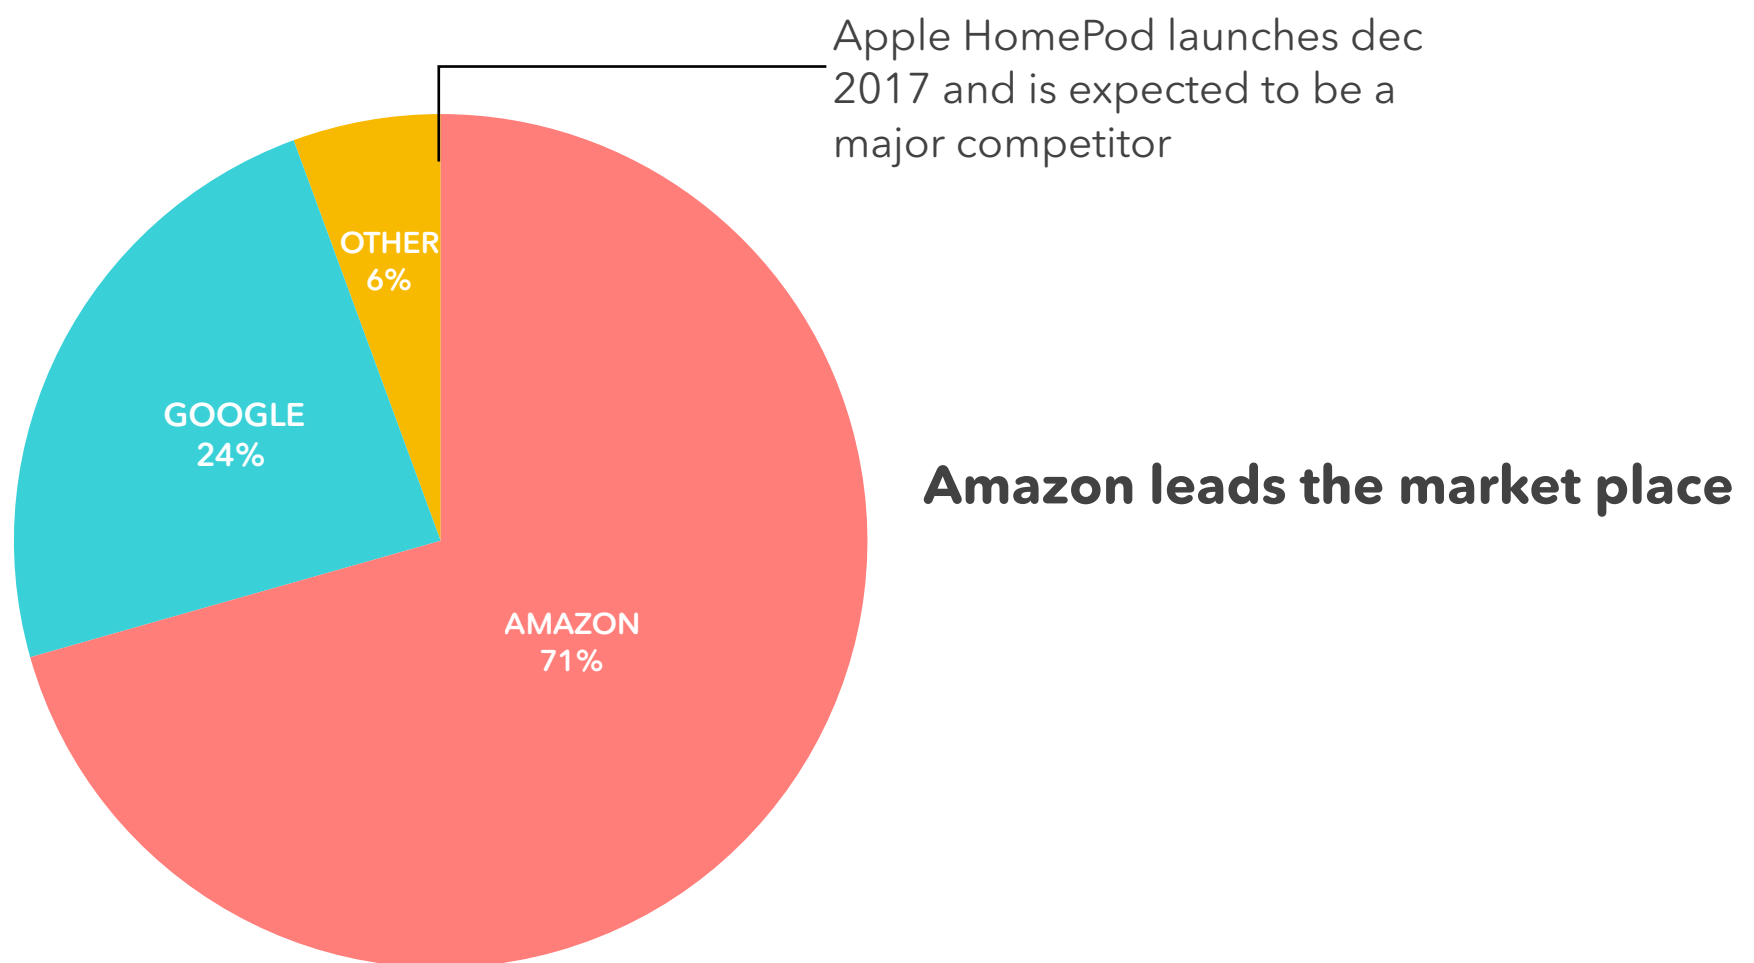 Apple HomePod launches dec
2017 and is expected to be a
major competitor
OTHER
6%
GOOGLE
24%
Amazon leads the market place
AMAZON
71%